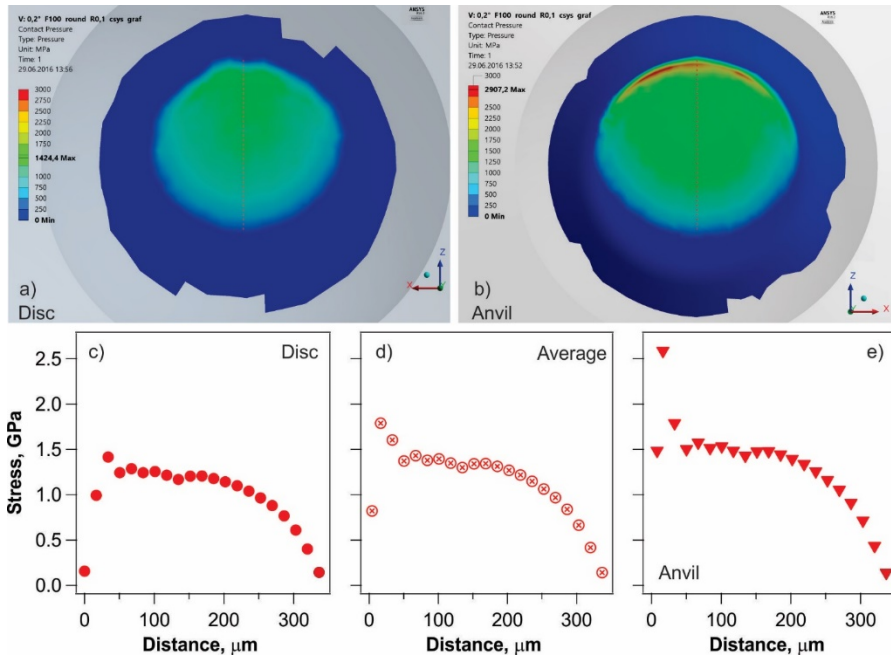 V: 0,2° F100 round R0,1 csys graf
Contact Pressure
Type: Pressure
Unit: MPa
Time: 1
29.06.2016 13:56
3000
2750
2500
2250
2000
1750
1424,4 Max
1000
750
500
250
0 Min
ANSYS
a)
Disc
X
Z
V: 0,2° F100 round R0,1 csys graf
Contact Pressure
Type: Pressure
Unit: MPa
Time: 1
29.06.2016 13:52
3000
2907,2 Max
2500
2250
2000
1750
1500
1250
1000
750
500
250
0 Min
ANSYS
b)
Anvil
Z
X
c) Disc
d) Average
e)
Anvil
Stress, GPa
2.5
2.0
1.5
1.0
0.5
0.0
0 100 200 300
0 100 200 300
0 100 200 300
Distance, μm
Distance, μm
Distance, μm